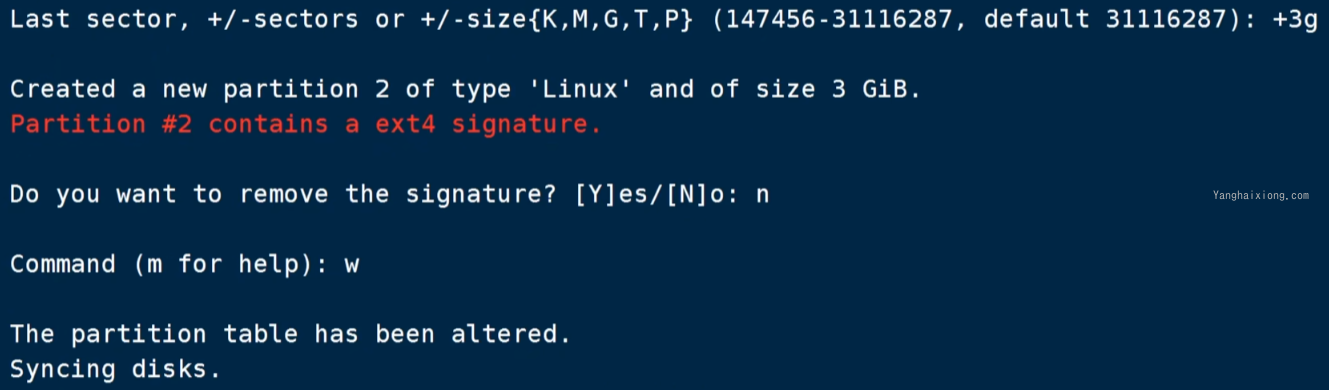 Last sector, +/-sectors or +/-size{K,M,G,T,P} (147456-31116287, default 31116287): +3g
Created a new partition 2 of type 'Linux' and of size 3 GiB.
Partition #2 contains a ext4 signature.
Do you want to remove the signature? [Y]es/[N]o: n
Yanghaixiong.com
Command (m for help): w
The partition table has been altered.
Syncing disks.